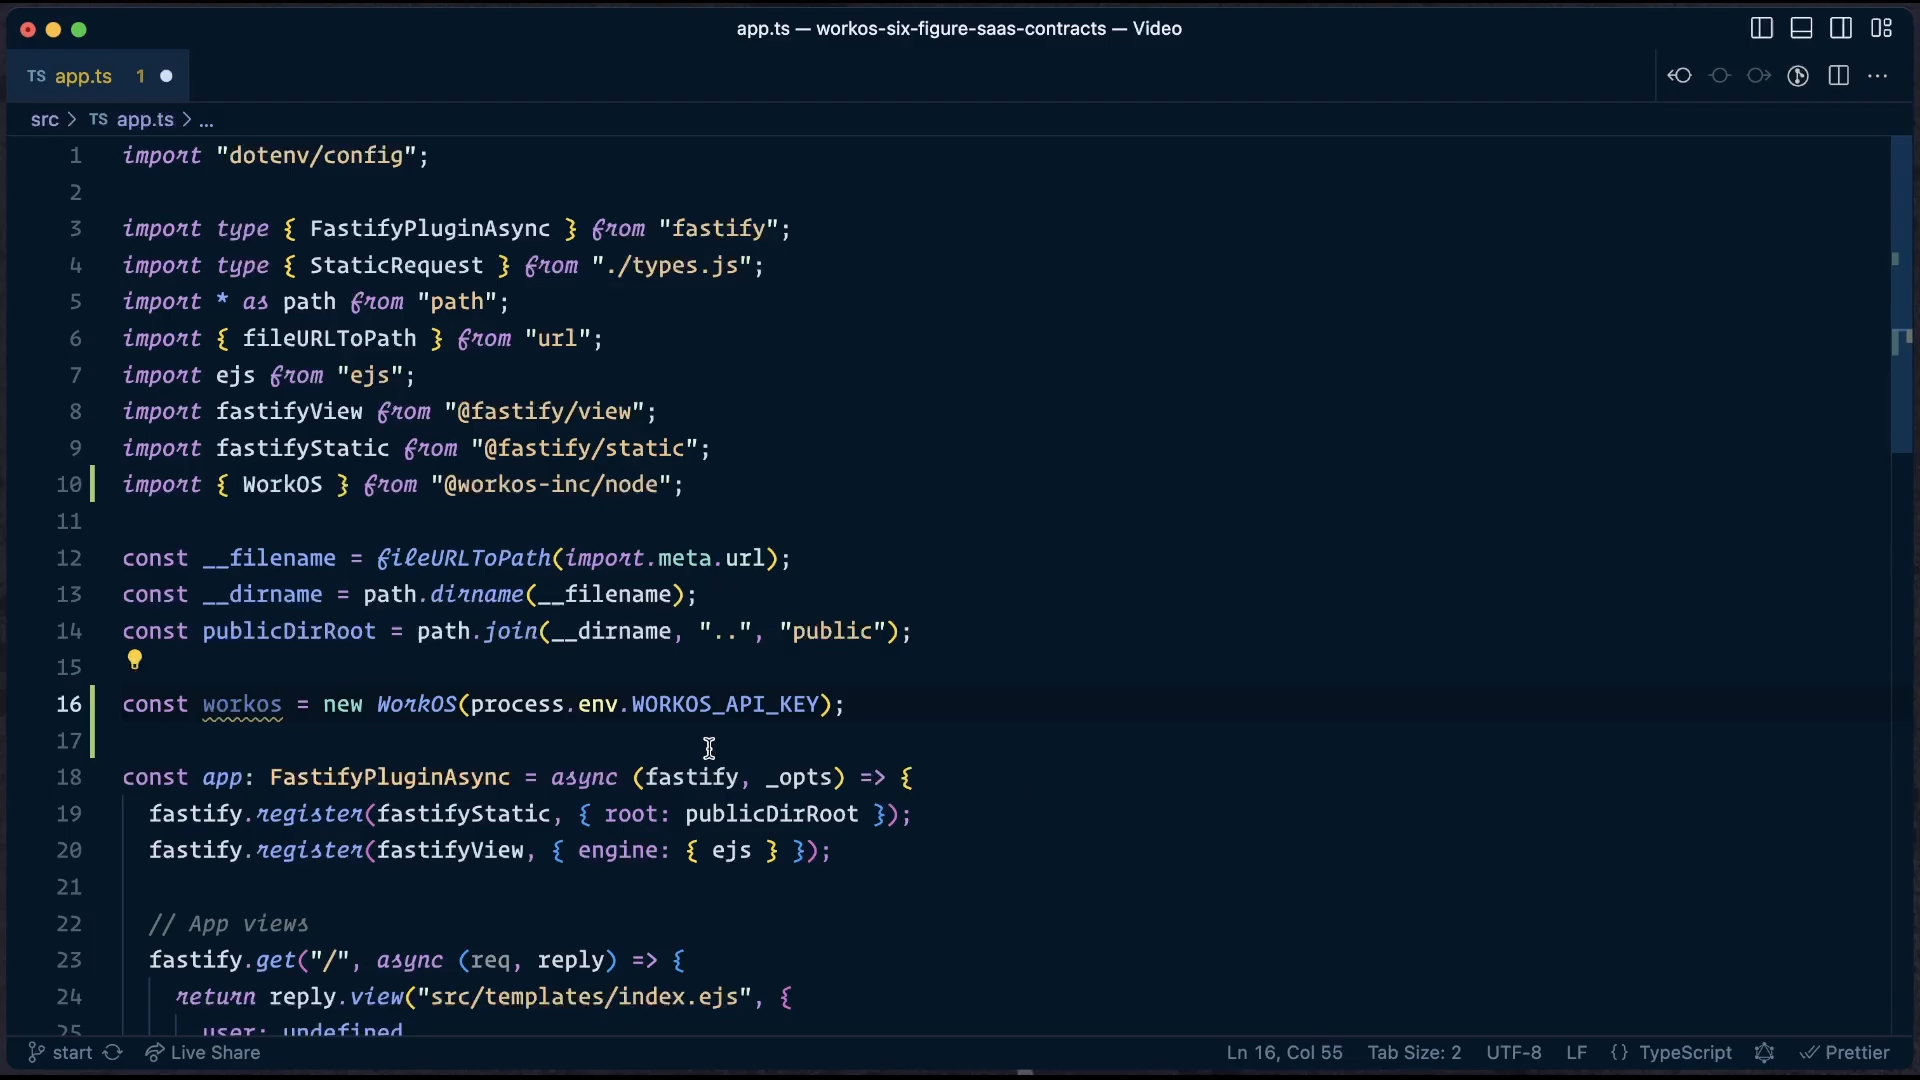 app.ts — workos-six-figure-saas-contracts — Video
TS app.ts 1
src > TS app.ts > ...
1 import "dotenv/config";
2
3 import type { FastifyPluginAsync } from "fastify";
4 import type { StaticRequest } from "./types.js";
5 import * as path from "path";
6 import { fileURLToPath } from "url";
7 import ejs from "ejs";
8 import fastifyView from "@fastify/view";
9 import fastifyStatic from "@fastify/static";
10 import { WorkOS } from "@workos-inc/node";
11
12 const __filename = fileURLToPath(import.meta.url);
13 const __dirname = path.dirname(__filename);
14 const publicDirRoot = path.join(__dirname, "..", "public");
15
16 const workos = new WorkOS(process.env.WORKOS_API_KEY);
17
18 const app: FastifyPluginAsync = async (fastify, _opts) => {
19 fastify.register(fastifyStatic, { root: publicDirRoot });
20 fastify.register(fastifyView, { engine: { ejs } });
21
22 // App views
23 fastify.get("/", async (req, reply) => {
24 return reply.view("src/templates/index.ejs", {
25 user: undefined
start Live Share Ln 16, Col 55 Tab Size: 2 UTF-8 LF {} TypeScript Prettier